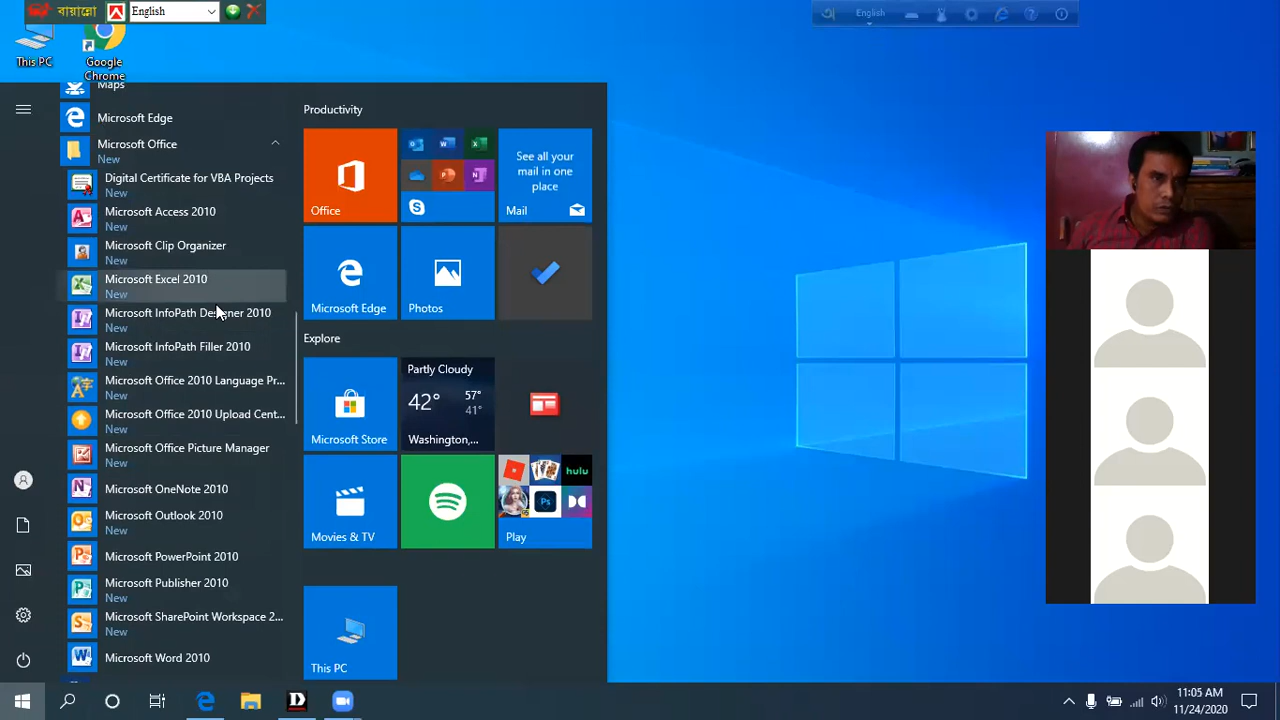 বায়ান্নো
English
English
This PC
Google
Chrome
Maps
Microsoft Edge
Microsoft Office
New
Digital Certificate for VBA Projects
New
Microsoft Access 2010
New
Microsoft Clip Organizer
New
Microsoft Excel 2010
New
Microsoft InfoPath Designer 2010
New
Microsoft InfoPath Filler 2010
New
Microsoft Office 2010 Language Pr...
New
Microsoft Office 2010 Upload Cent...
New
Microsoft Office Picture Manager
New
Microsoft OneNote 2010
Microsoft Outlook 2010
New
Microsoft PowerPoint 2010
Microsoft Publisher 2010
New
Microsoft SharePoint Workspace 2...
New
Microsoft Word 2010
Productivity
Office
See all your
mail in one
place
Mail
Microsoft Edge
Photos
Explore
Microsoft Store
Partly Cloudy
42° 57°
41°
Washington,...
Movies & TV
hulu
Ps
Play
This PC
11:05 AM
11/24/2020